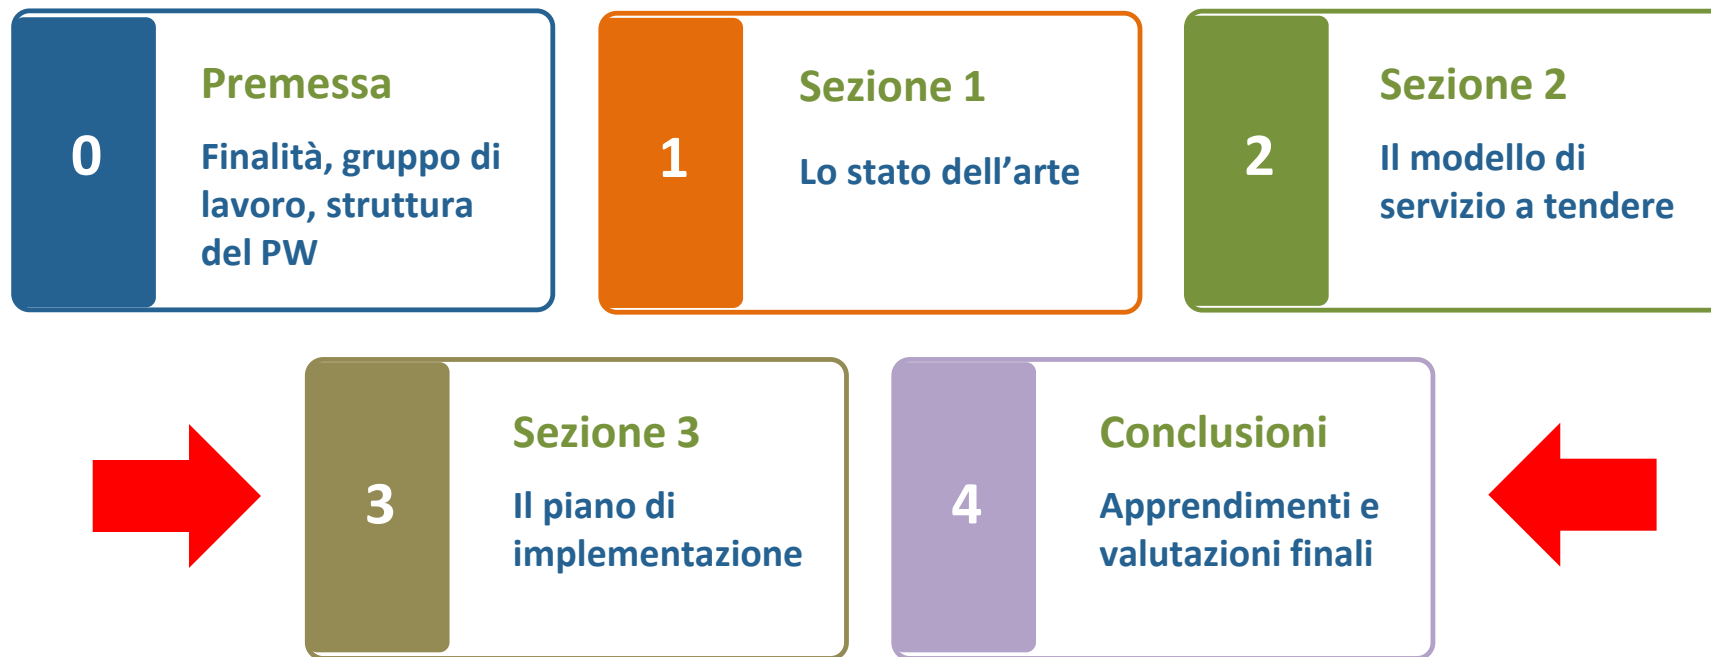 0
Premessa
Finalità, gruppo di
lavoro, struttura
del PW
1
Sezione 1
Lo stato dell’arte
2
Sezione 2
Il modello di
servizio a tendere
3
Sezione 3
Il piano di
implementazione
4
Conclusioni
Apprendimenti e
valutazioni finali